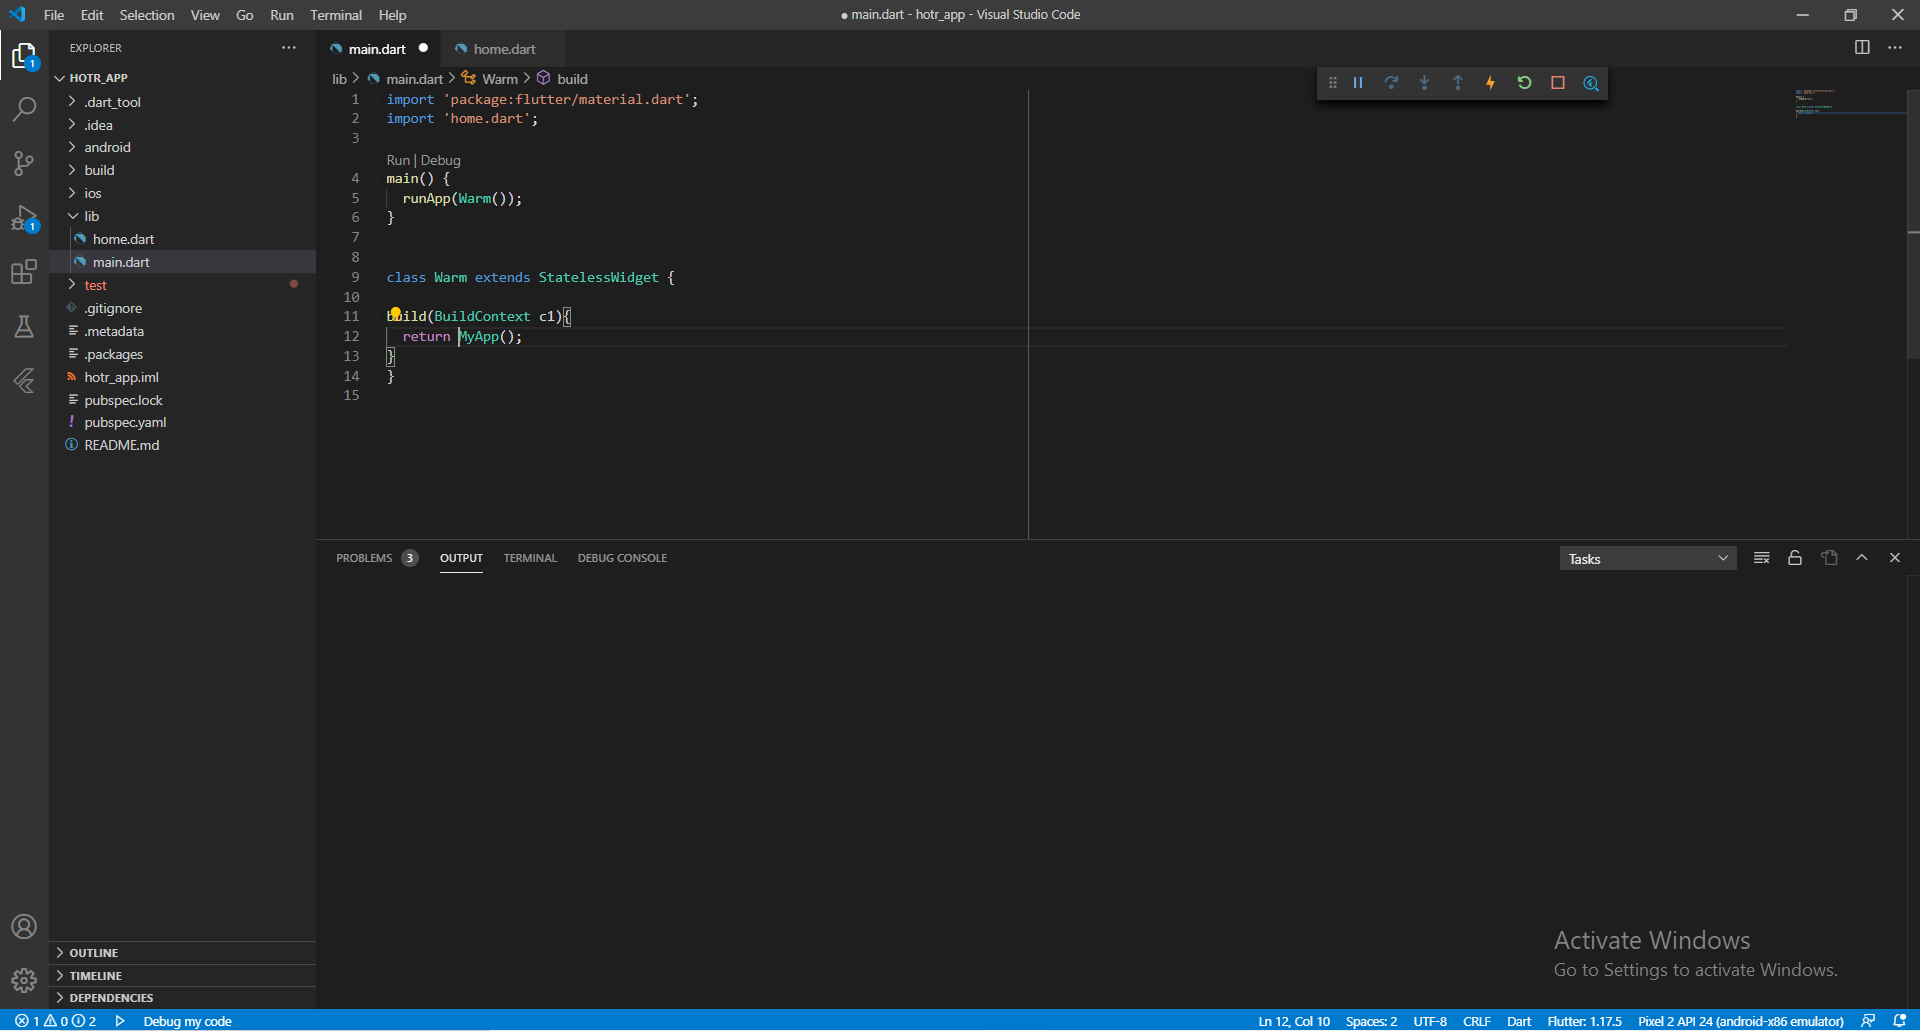 File Edit Selection View Go Run Terminal Help
● main.dart - hotr_app - Visual Studio Code
EXPLORER
HOTR_APP
.dart_tool
.idea
android
build
ios
lib
home.dart
main.dart
test
.gitignore
.metadata
.packages
hotr_app.iml
pubspec.lock
pubspec.yaml
README.md
OUTLINE
TIMELINE
DEPENDENCIES
1
1
main.dart
home.dart
lib > main.dart > Warm > build
1 import 'package:flutter/material.dart';
2 import 'home.dart';
3
Run | Debug
4 main() {
5 runApp(Warm());
6 }
7
8
9 class Warm extends StatelessWidget {
10
11 build(BuildContext c1){
12 return MyApp();
13 }
14 }
15
PROBLEMS 3 OUTPUT TERMINAL DEBUG CONSOLE
Tasks
Activate Windows
Go to Settings to activate Windows.
1 0 2 Debug my code
Ln 12, Col 10 Spaces: 2 UTF-8 CRLF Dart Flutter: 1.17.5 Pixel 2 API 24 (android-x86 emulator)